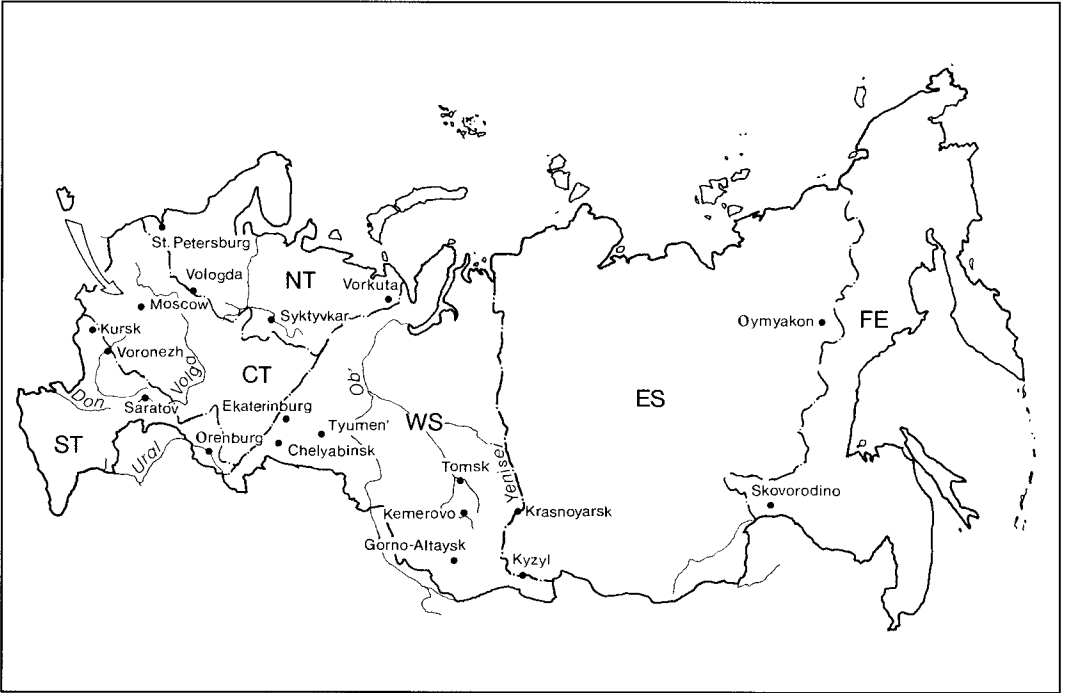 St. Petersburg
Vologda
NT
Vorkuta
Moscow
Syktyvkar
Oymyakon
FE
Kursk
Voronezh
Volga
CT
Ob'
ES
Don
Saratov
Ekaterinburg
WS
Tyumen'
ST
Ural
Orenburg
Chelyabinsk
Tomsk
Yenisei
Skovorodino
Kemerovo
Krasnoyarsk
Gorno-Altaysk
Kyzyl